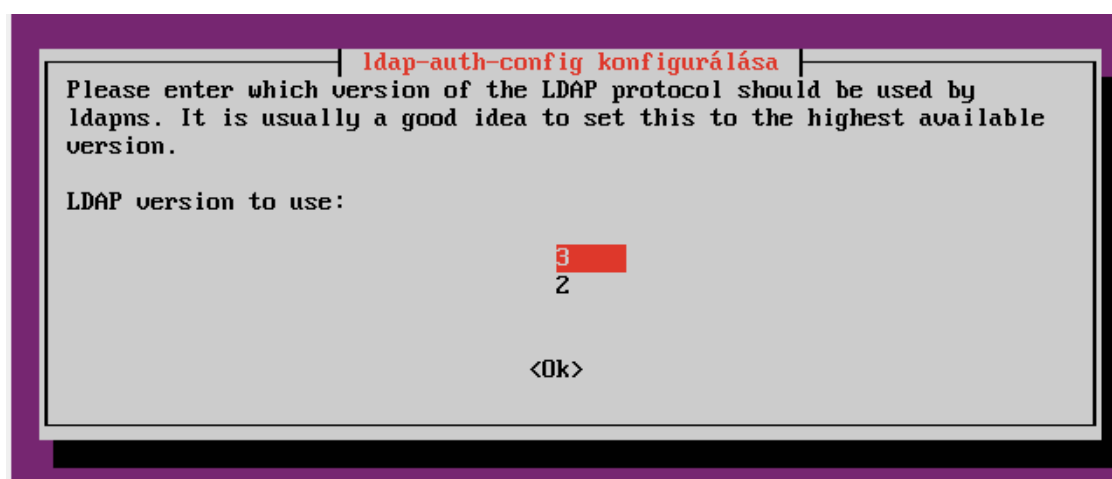 ldap-auth-config konfigurálása
Please enter which version of the LDAP protocol should be used by
ldapns. It is usually a good idea to set this to the highest available
version.
LDAP version to use:
3
2
<Ok>